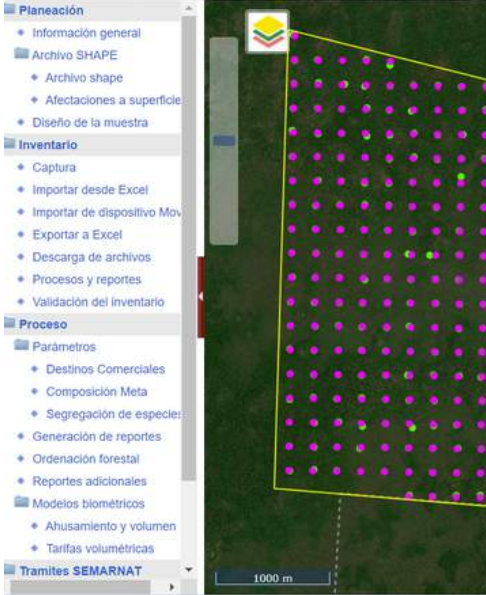 Planeación
Información general
Archivo SHAPE
Archivo shape
Afectaciones a superficie
Diseño de la muestra
Inventario
Captura
Importar desde Excel
Importar de dispositivo Mov
Exportar a Excel
Descarga de archivos
Procesos y reportes
Validación del inventario
Proceso
Parámetros
Destinos Comerciales
Composición Meta
Segregación de especies
Generación de reportes
Ordenación forestal
Reportes adicionales
Modelos biométricos
Ahusamiento y volumen
Tarifas volumétricas
Tramites SEMARNAT
1000 m